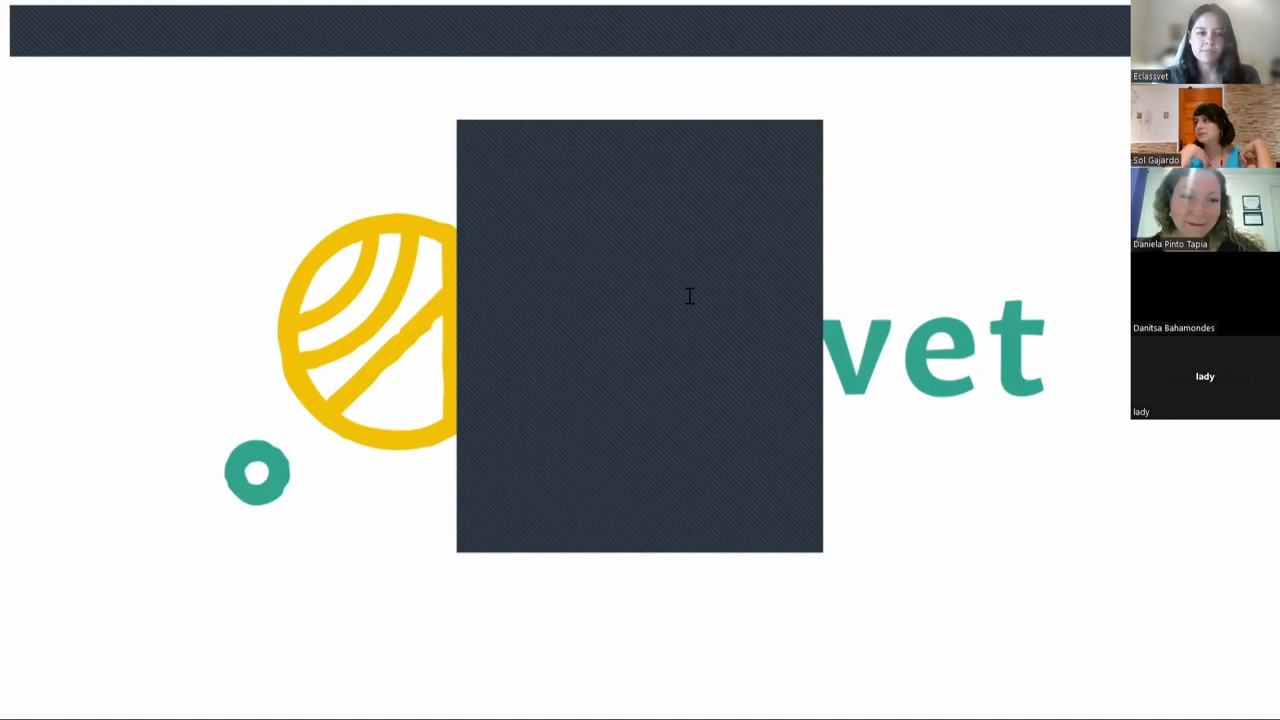 vet
Eclassvet
Sol Gajardo
Daniela Pinto Tapia
Danitsa Bahamondes
lady
lady